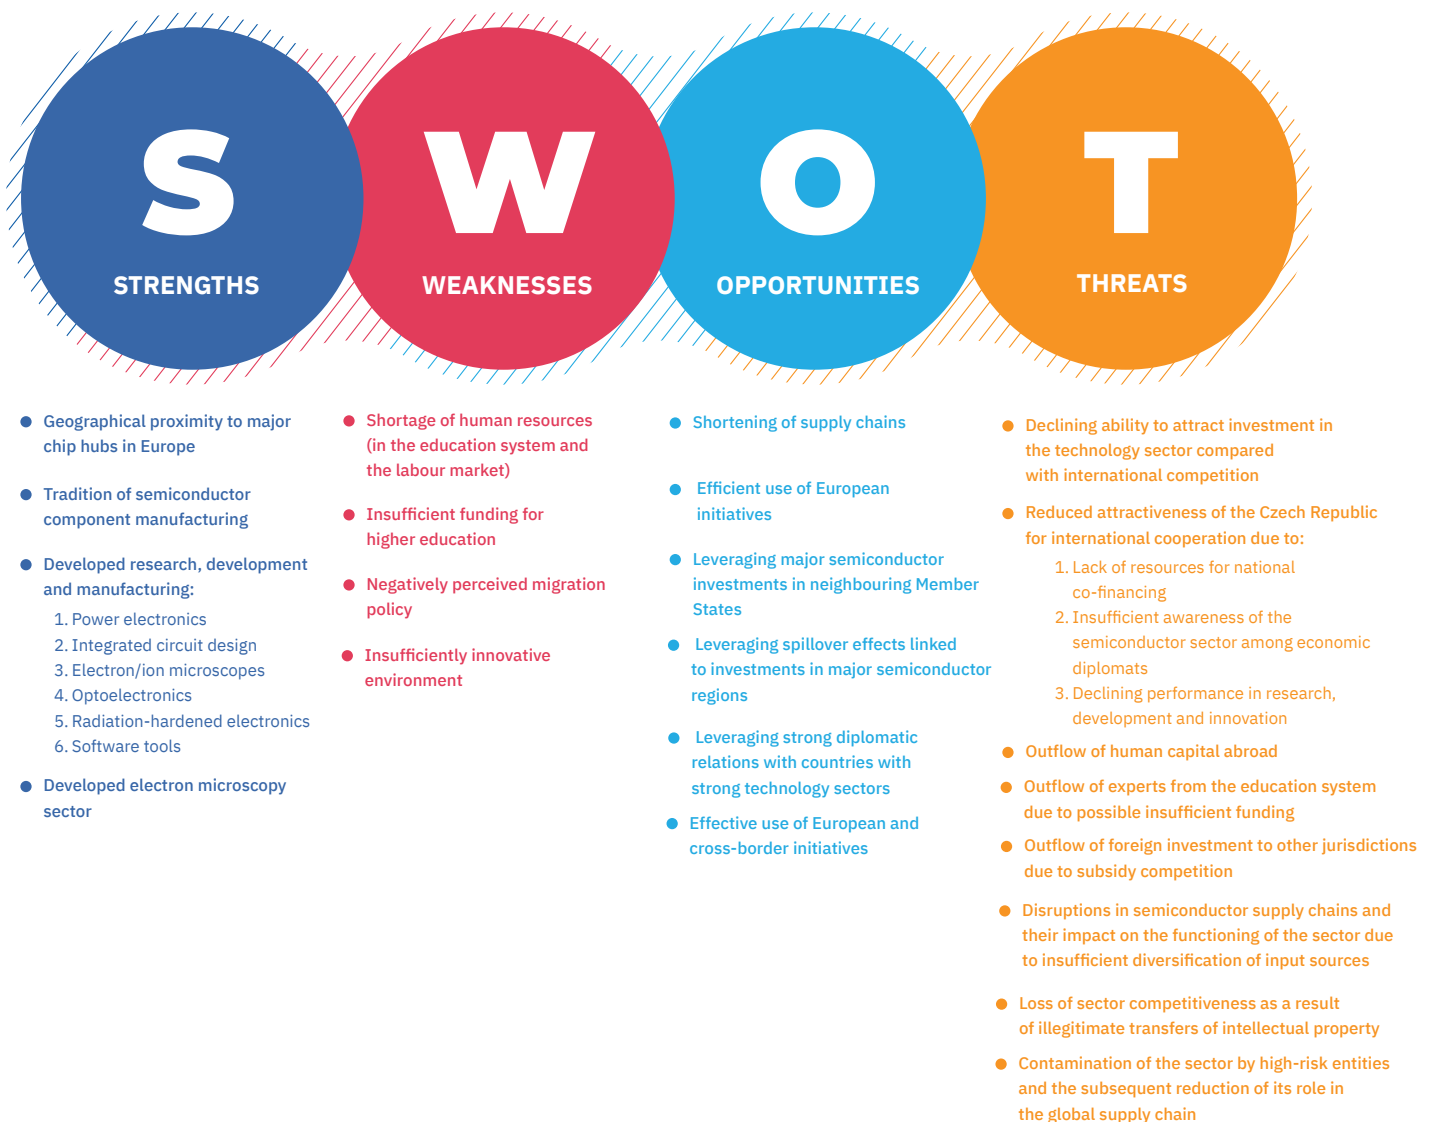 S
STRENGTHS
W
WEAKNESSES
O
OPPORTUNITIES
T
THREATS
Geographical proximity to major
chip hubs in Europe
Tradition of semiconductor
component manufacturing
Developed research, development
and manufacturing:
1. Power electronics
2. Integrated circuit design
3. Electron/ion microscopes
4. Optoelectronics
5. Radiation-hardened electronics
6. Software tools
Developed electron microscopy
sector
Shortage of human resources
(in the education system and
the labour market)
Insufficient funding for
higher education
Negatively perceived migration
policy
Insufficiently innovative
environment
Shortening of supply chains
Efficient use of European
initiatives
Leveraging major semiconductor
investments in neighbouring Member
States
Leveraging spillover effects linked
to investments in major semiconductor
regions
Leveraging strong diplomatic
relations with countries with
strong technology sectors
Effective use of European and
cross-border initiatives
Declining ability to attract investment in
the technology sector compared
with international competition
Reduced attractiveness of the Czech Republic
for international cooperation due to:
1. Lack of resources for national
co-financing
2. Insufficient awareness of the
semiconductor sector among economic
diplomats
3. Declining performance in research,
development and innovation
Outflow of human capital abroad
Outflow of experts from the education system
due to possible insufficient funding
Outflow of foreign investment to other jurisdictions
due to subsidy competition
Disruptions in semiconductor supply chains and
their impact on the functioning of the sector due
to insufficient diversification of input sources
Loss of sector competitiveness as a result
of illegitimate transfers of intellectual property
Contamination of the sector by high-risk entities
and the subsequent reduction of its role in
the global supply chain